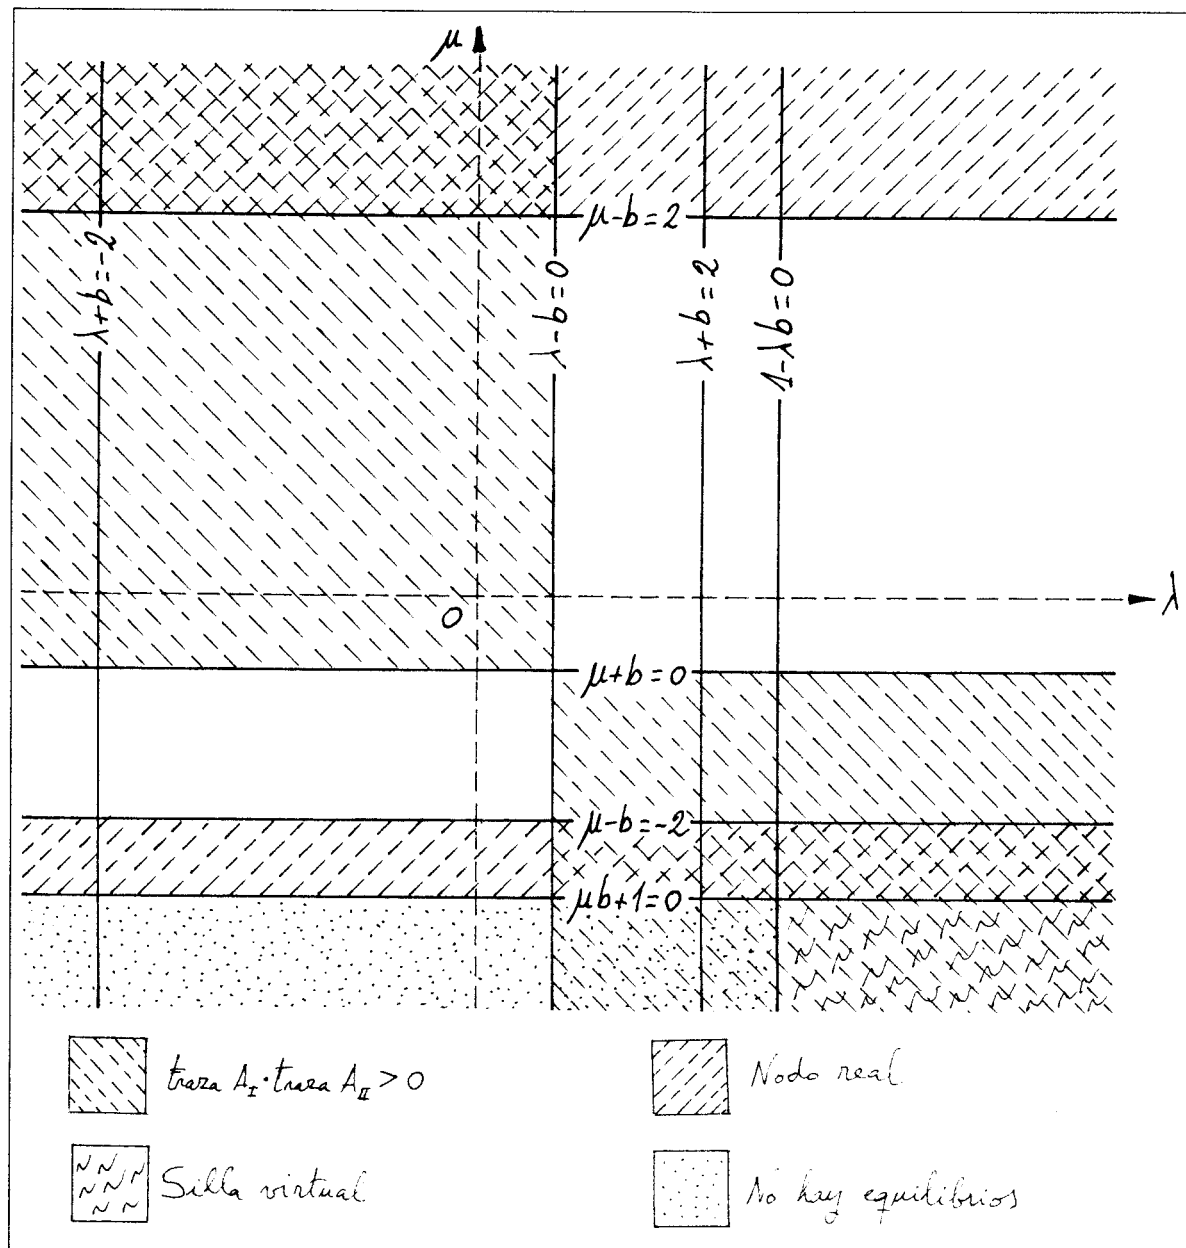 μ
μ-b=2
λ+b=-2
λ-b=0
λ+b=2
1-λb=0
λ
0
μ+b=0
μ-b=-2
μb+1=0
traza A_I·traza A_II > 0
Nodo real
Silla virtual
No hay equilibrios